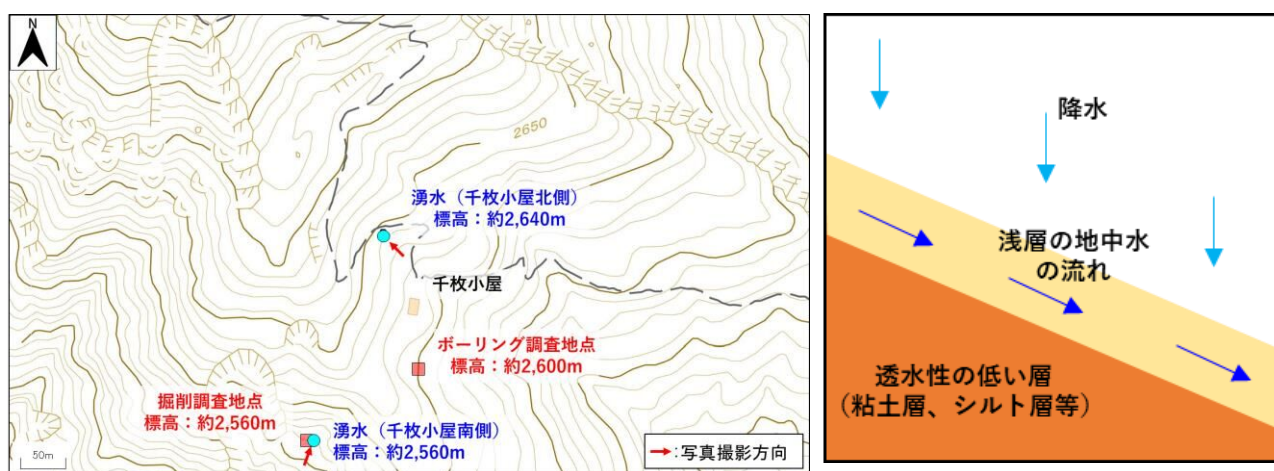 N
2650
湧水（千枚小屋北側）
標高：約2,640m
千枚小屋
ボーリング調査地点
標高：約2,600m
掘削調査地点
標高：約2,560m
湧水（千枚小屋南側）
標高：約2,560m
50m
:写真撮影方向
降水
浅層の地中水
の流れ
透水性の低い層
（粘土層、シルト層等）